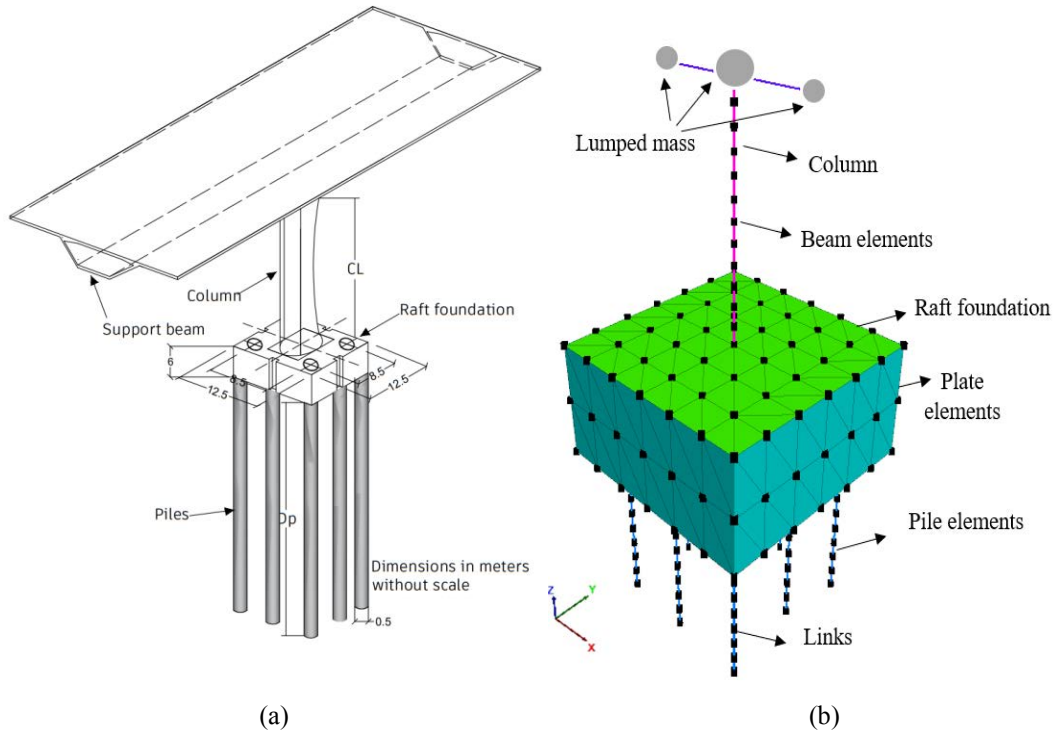 CL
Column
Raft foundation
Support beam
6
8.5
12.5
8.5
12.5
Piles
Dp
Dimensions in meters
without scale
0.5
(a)
Lumped mass
Column
Beam elements
Raft foundation
Plate
elements
Pile elements
Links
Z
Y
X
(b)